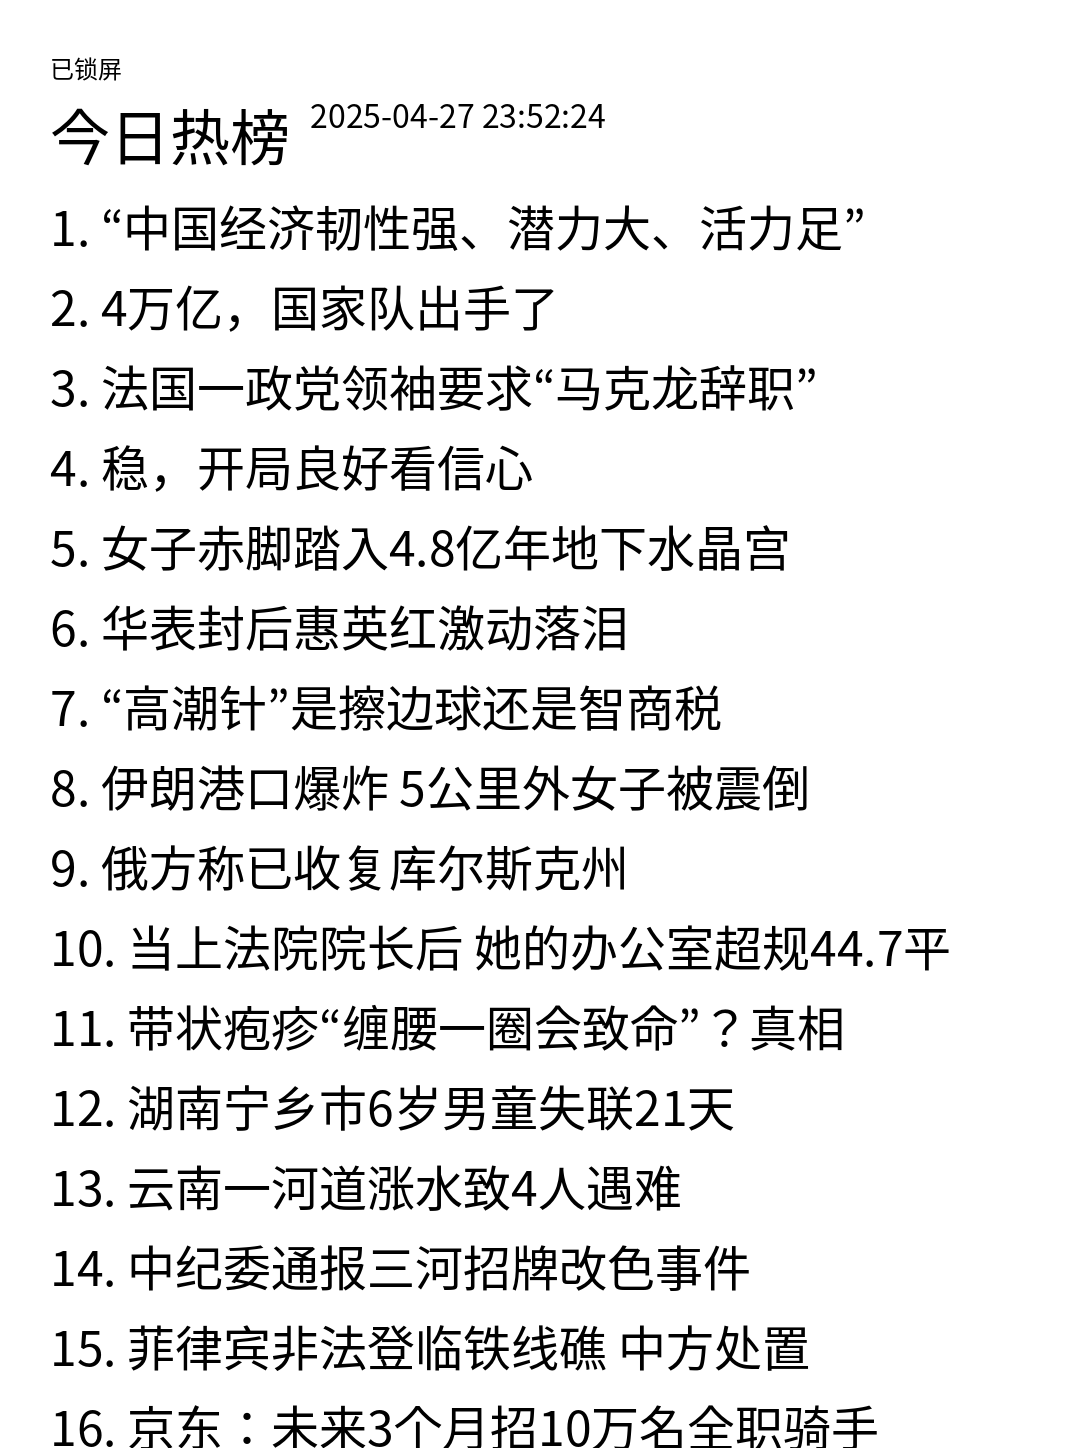 已锁屏
今日热榜 2025-04-27 23:52:24
1. “中国经济韧性强、潜力大、活力足”
2. 4万亿，国家队出手了
3. 法国一政党领袖要求“马克龙辞职”
4. 稳，开局良好看信心
5. 女子赤脚踏入4.8亿年地下水晶宫
6. 华表封后惠英红激动落泪
7. “高潮针”是擦边球还是智商税
8. 伊朗港口爆炸 5公里外女子被震倒
9. 俄方称已收复库尔斯克州
10. 当上法院院长后 她的办公室超规44.7平
11. 带状疱疹“缠腰一圈会致命”？真相
12. 湖南宁乡市6岁男童失联21天
13. 云南一河道涨水致4人遇难
14. 中纪委通报三河招牌改色事件
15. 菲律宾非法登临铁线礁 中方处置
16. 京东：未来3个月招10万名全职骑手